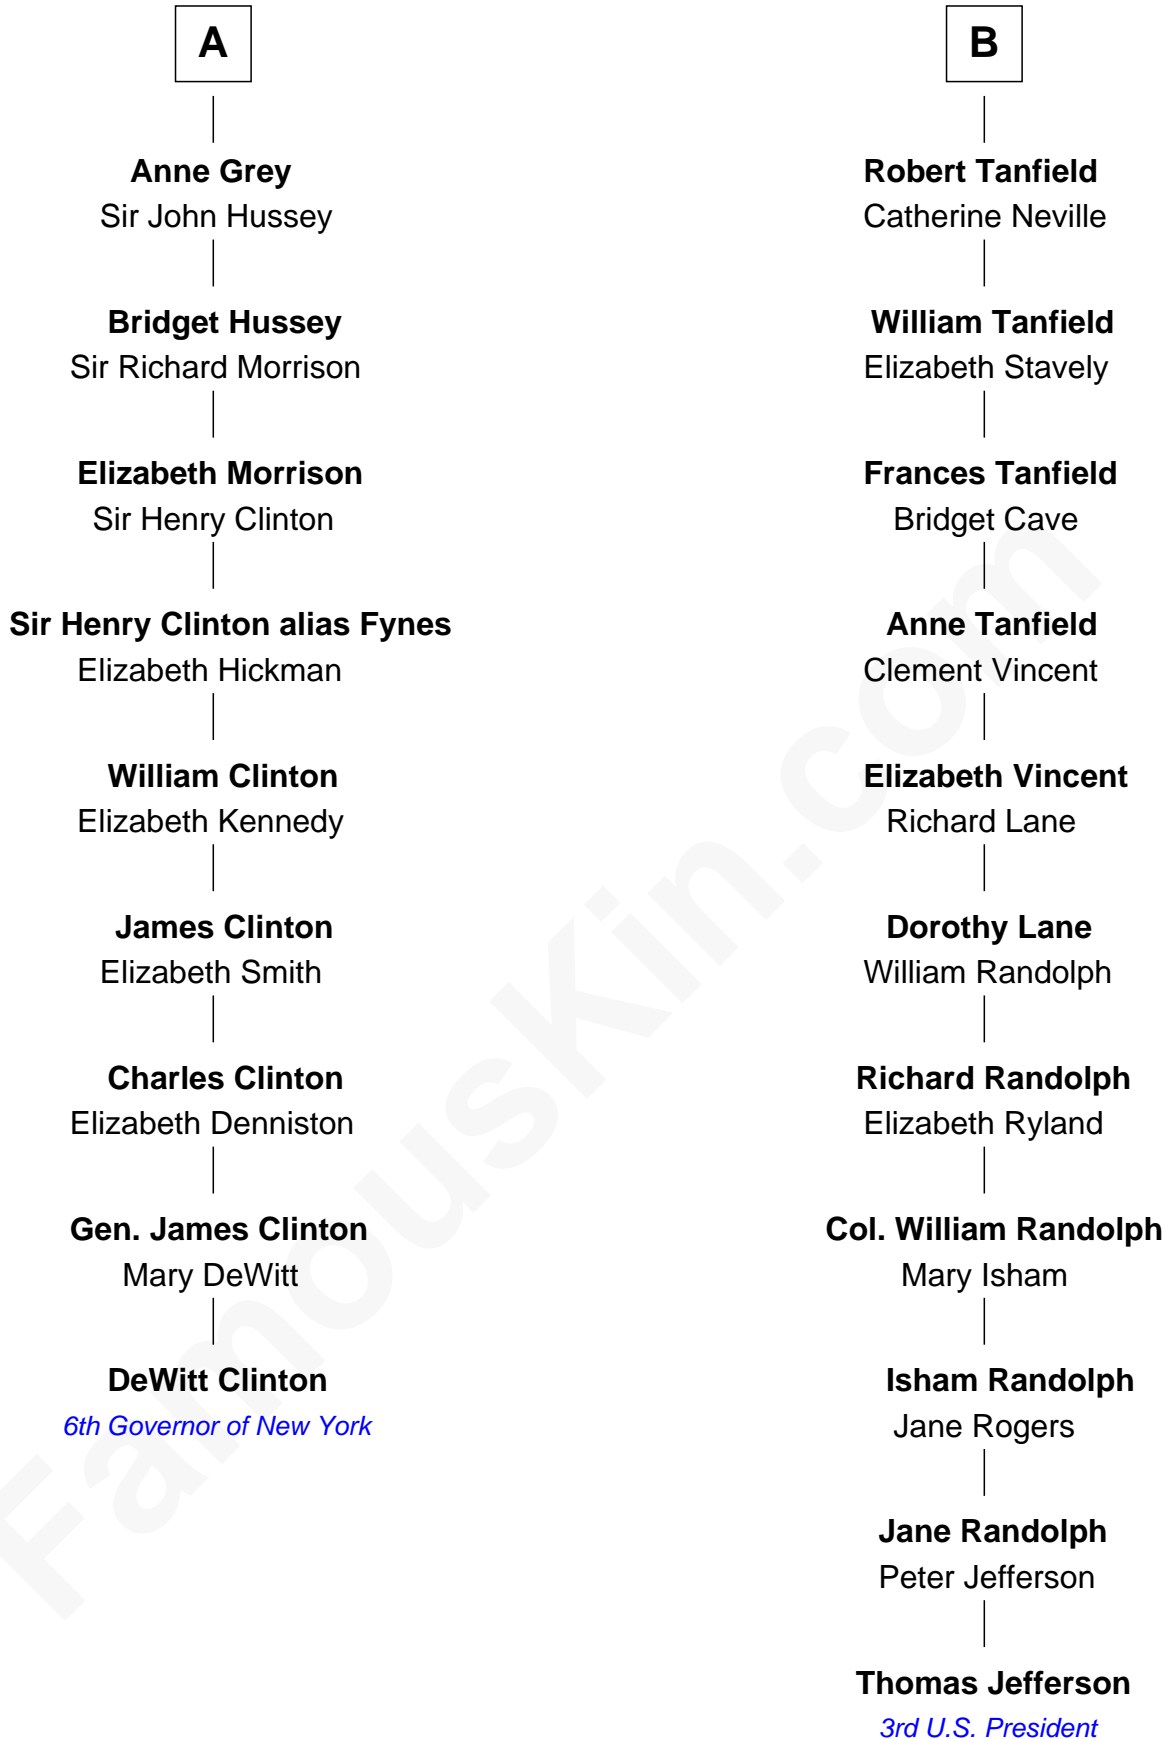 A
Anne Grey
Sir John Hussey
Bridget Hussey
Sir Richard Morrison
Elizabeth Morrison
Sir Henry Clinton
Sir Henry Clinton alias Fynes
Elizabeth Hickman
William Clinton
Elizabeth Kennedy
James Clinton
Elizabeth Smith
Charles Clinton
Elizabeth Denniston
Gen. James Clinton
Mary DeWitt
DeWitt Clinton
6th Governor of New York
B
Robert Tanfield
Catherine Neville
William Tanfield
Elizabeth Stavely
Frances Tanfield
Bridget Cave
Anne Tanfield
Clement Vincent
Elizabeth Vincent
Richard Lane
Dorothy Lane
William Randolph
Richard Randolph
Elizabeth Ryland
Col. William Randolph
Mary Isham
Isham Randolph
Jane Rogers
Jane Randolph
Peter Jefferson
Thomas Jefferson
3rd U.S. President
FamousKin.com